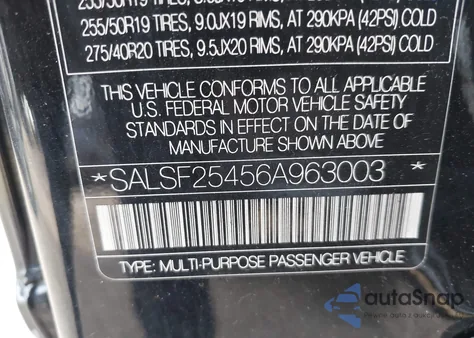 255/50R19 TIRES, 9.0JX19 RIMS, AT 290KPA (42PSI) COLD
275/40R20 TIRES, 9.5JX20 RIMS, AT 290KPA (42PSI) COLD
THIS VEHICLE CONFORMS TO ALL APPLICABLE
U.S. FEDERAL MOTOR VEHICLE SAFETY
STANDARDS IN EFFECT ON THE DATE OF
MANUFACTURE SHOWN ABOVE
*SALSF25456A963003*
TYPE: MULTI-PURPOSE PASSENGER VEHICLE
autaSnap